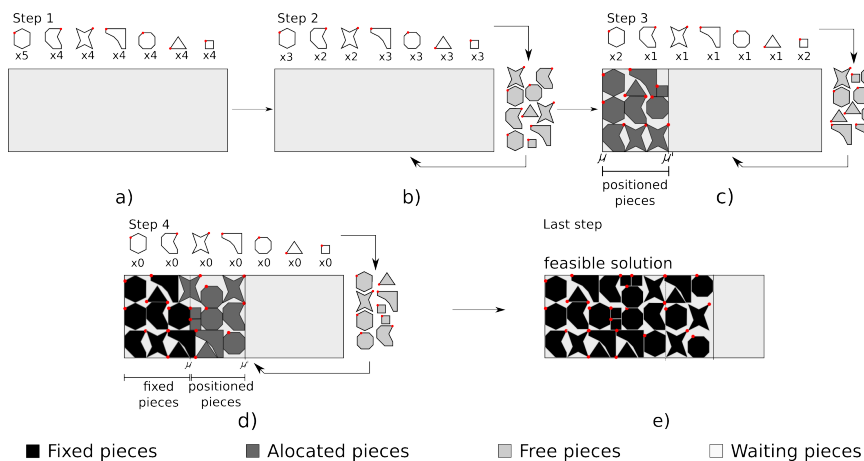 Step 1
x5 x4 x4 x4 x4 x4 x4
a)
Step 2
x3 x2 x2 x3 x3 x3 x3
b)
Step 3
x2 x1 x1 x1 x1 x1 x2
μ μ'
positioned
pieces
c)
Step 4
x0 x0 x0 x0 x0 x0 x0
μ μ'
fixed
pieces
positioned
pieces
d)
Last step
feasible solution
e)
Fixed pieces
Alocated pieces
Free pieces
Waiting pieces